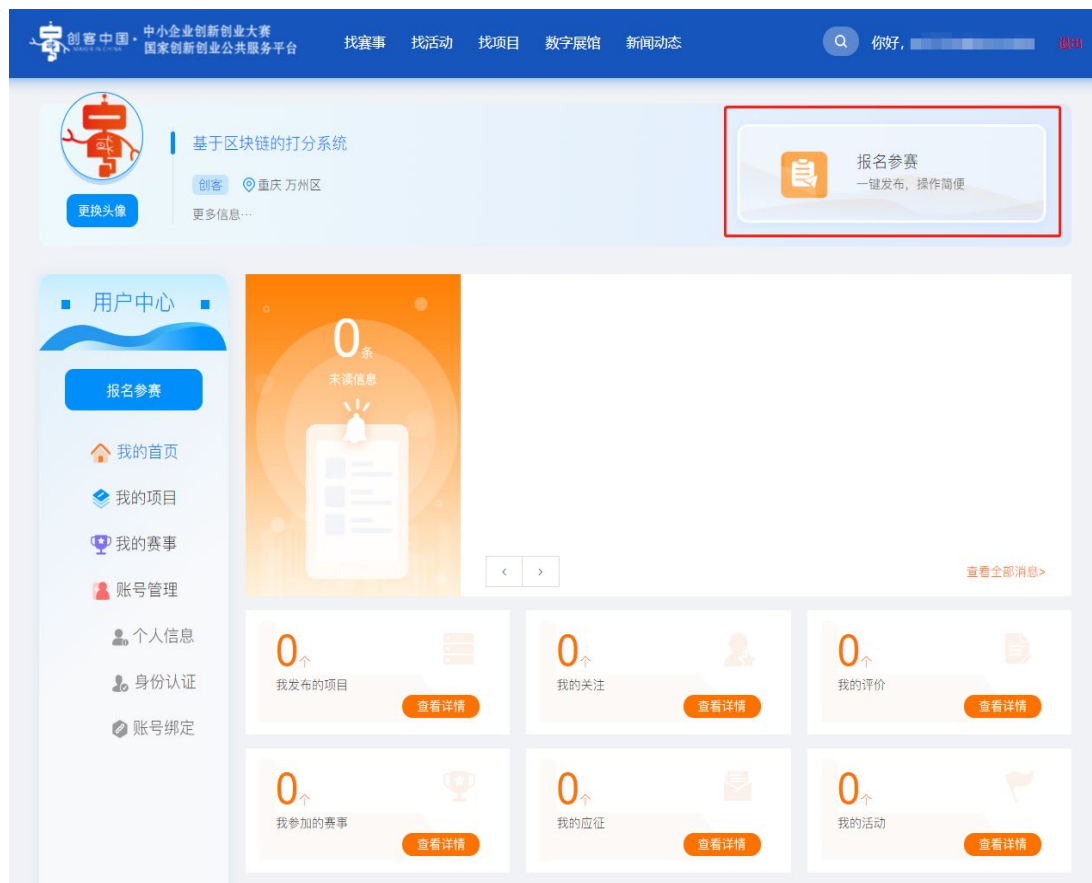 创客中国·
MAKER IN CHINA
中小企业创新创业大赛
国家创新创业公共服务平台
找赛事 找活动 找项目 数字展馆 新闻动态
你好，
退出
基于区块链的打分系统
创客 重庆 万州区
更多信息…
更换头像
报名参赛
一键发布，操作简便
用户中心
报名参赛
我的首页
我的项目
我的赛事
账号管理
个人信息
身份认证
账号绑定
0条
未读信息
< >
查看全部消息>
0个
我发布的项目
查看详情
0个
我的关注
查看详情
0个
我的评价
查看详情
0个
我参加的赛事
查看详情
0个
我的应征
查看详情
0个
我的活动
查看详情